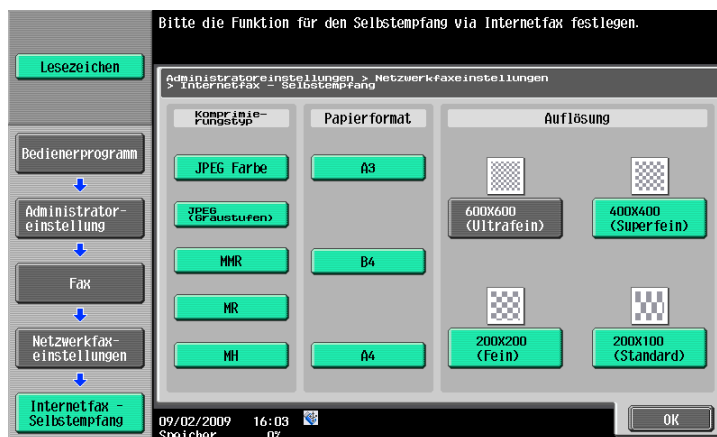 Bitte die Funktion für den Selbstempfang via Internetfax festlegen.
Lesezeichen
Administratoreinstellungen > Netzwerkfaxeinstellungen
> Internetfax - Selbstempfang
Komprimie-
rungstyp
Papierformat
Auflösung
Bedienerprogramm
JPEG Farbe
A3
Administrator-
einstellung
JPEG
(Graustufen)
600X600
(Ultrafein)
400X400
(Superfein)
MMR
B4
Fax
MR
Netzwerkfax-
einstellungen
MH
A4
200X200
(Fein)
200X100
(Standard)
Internetfax -
Selbstempfang
09/02/2009 16:03
Speicher 0%
OK